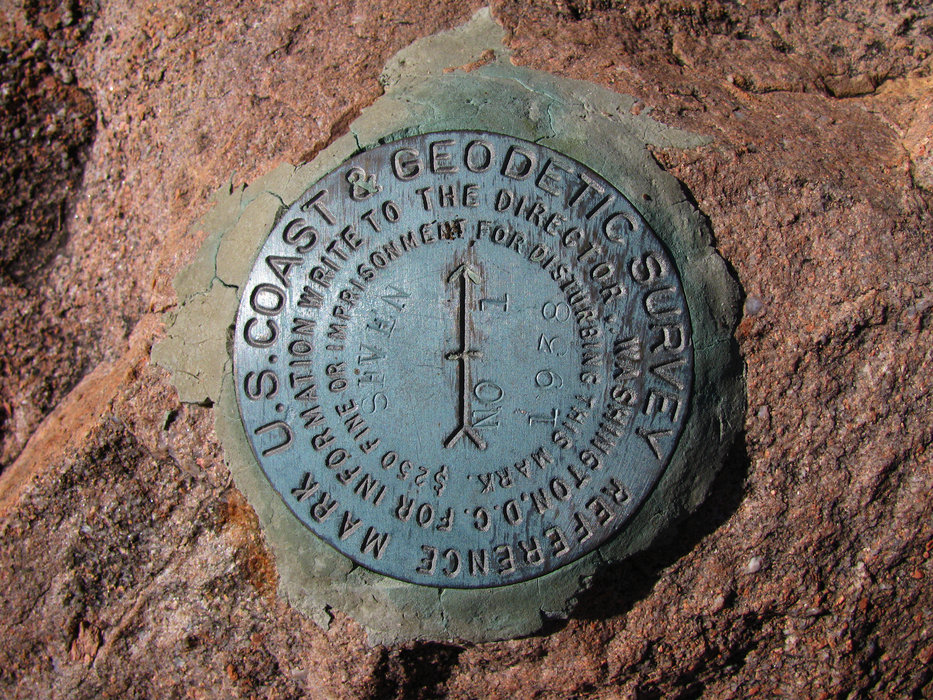 U.S. COAST & GEODETIC SURVEY
REFERENCE MARK
FOR INFORMATION WRITE TO THE DIRECTOR, WASHINGTON, D.C.
$250 FINE OR IMPRISONMENT FOR DISTURBING THIS MARK.
SEVEN
NO 1
1938